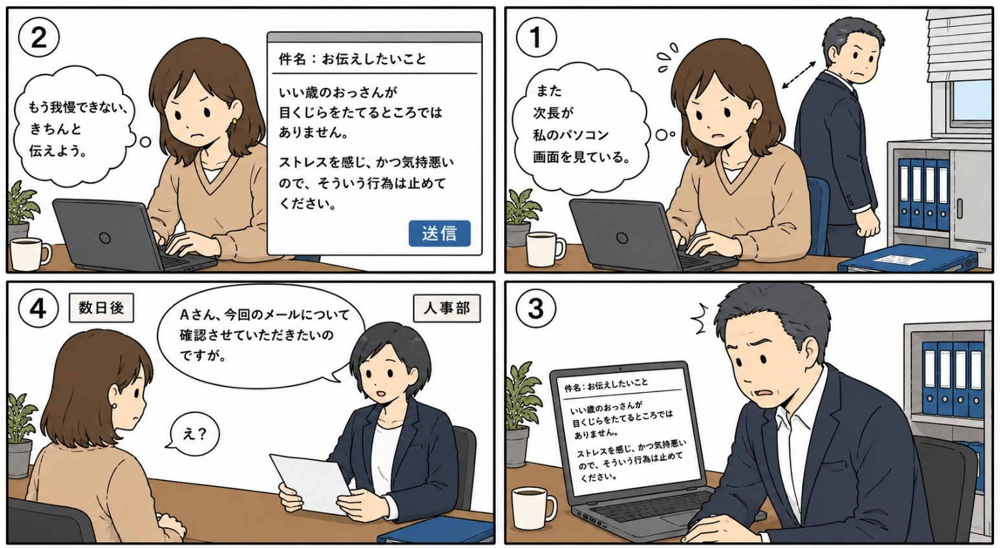 1
また
次長が
私のパソコン
画面を見ている。
2
もう我慢できない、
きちんと
伝えよう。
件名：お伝えしたいこと
いい歳のおっさんが
目くじらをたてるところでは
ありません。
ストレスを感じ、かつ気持悪い
ので、そういう行為は止めて
ください。
送信
3
件名：お伝えしたいこと
いい歳のおっさんが
目くじらをたてるところでは
ありません。
ストレスを感じ、かつ気持悪い
ので、そういう行為は止めて
ください。
4
数日後
人事部
Aさん、今回のメールについて
確認させていただきたいの
ですが。
え？